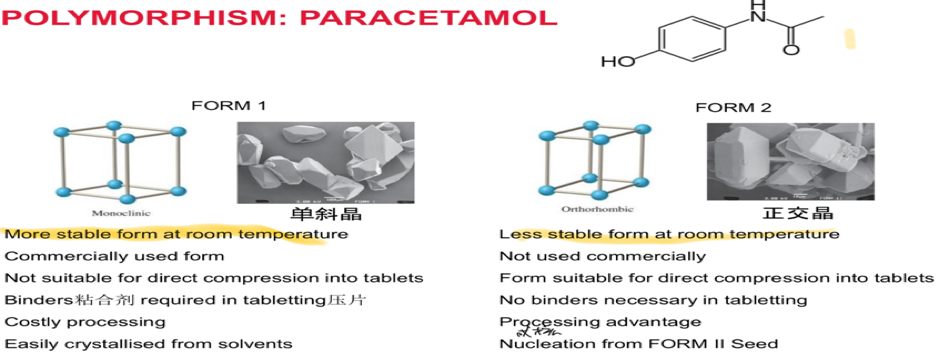 POLYMORPHISM: PARACETAMOL
H
N
O
HO
FORM 1
Monoclinic
单斜晶
More stable form at room temperature
Commercially used form
Not suitable for direct compression into tablets
Binders粘合剂 required in tabletting压片
Costly processing
Easily crystallised from solvents
FORM 2
Orthorhombic
正交晶
Less stable form at room temperature
Not used commercially
Form suitable for direct compression into tablets
No binders necessary in tabletting
Processing advantage
Nucleation from FORM II Seed